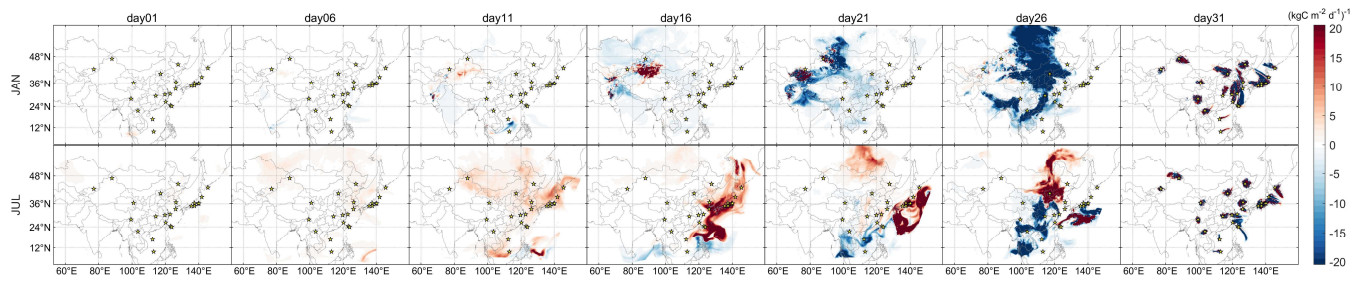 day01 day06 day11 day16 day21 day26 day31 (kgC m⁻² d⁻¹)⁻¹
JAN
48°N
36°N
24°N
12°N
20
15
10
5
0
-5
-10
-15
-20
JUL
48°N
36°N
24°N
12°N
60°E 80°E 100°E 120°E 140°E 60°E 80°E 100°E 120°E 140°E 60°E 80°E 100°E 120°E 140°E 60°E 80°E 100°E 120°E 140°E 60°E 80°E 100°E 120°E 140°E 60°E 80°E 100°E 120°E 140°E 60°E 80°E 100°E 120°E 140°E